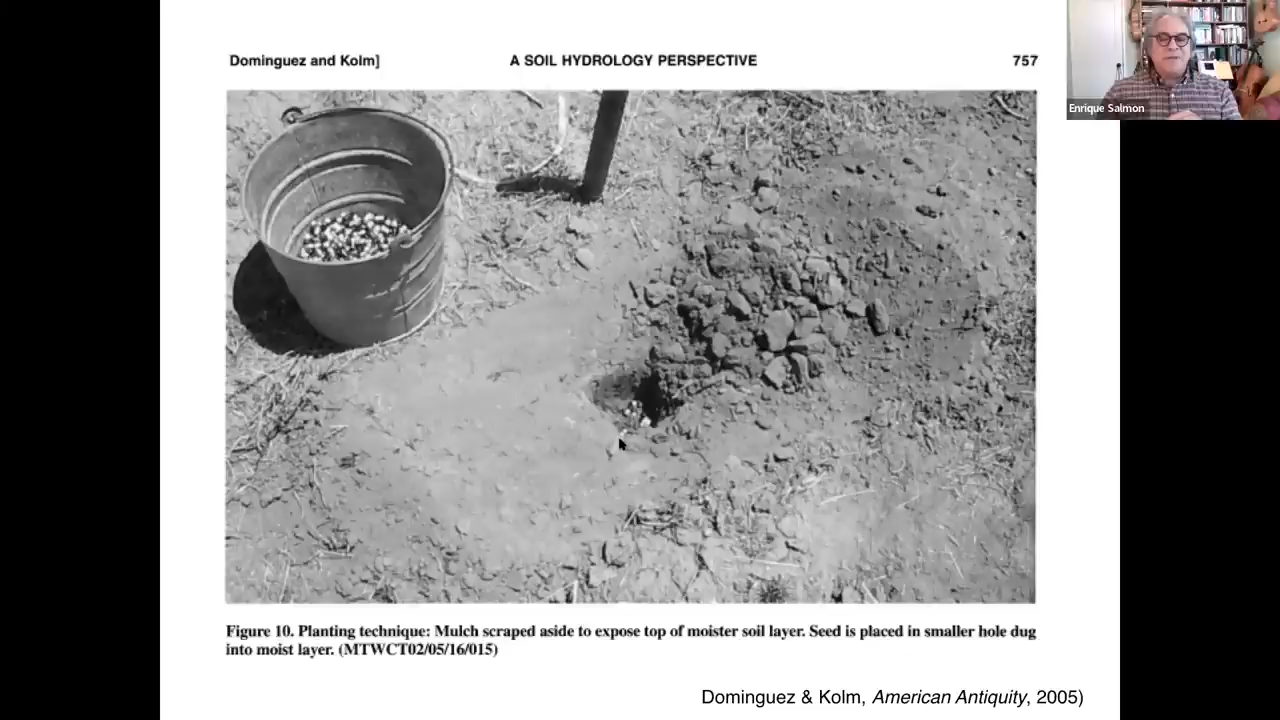 Dominguez and Kolm] A SOIL HYDROLOGY PERSPECTIVE 757
Enrique Salmon
Figure 10. Planting technique: Mulch scraped aside to expose top of moister soil layer. Seed is placed in smaller hole dug
into moist layer. (MTWCT02/05/16/015)
Dominguez & Kolm, American Antiquity, 2005)